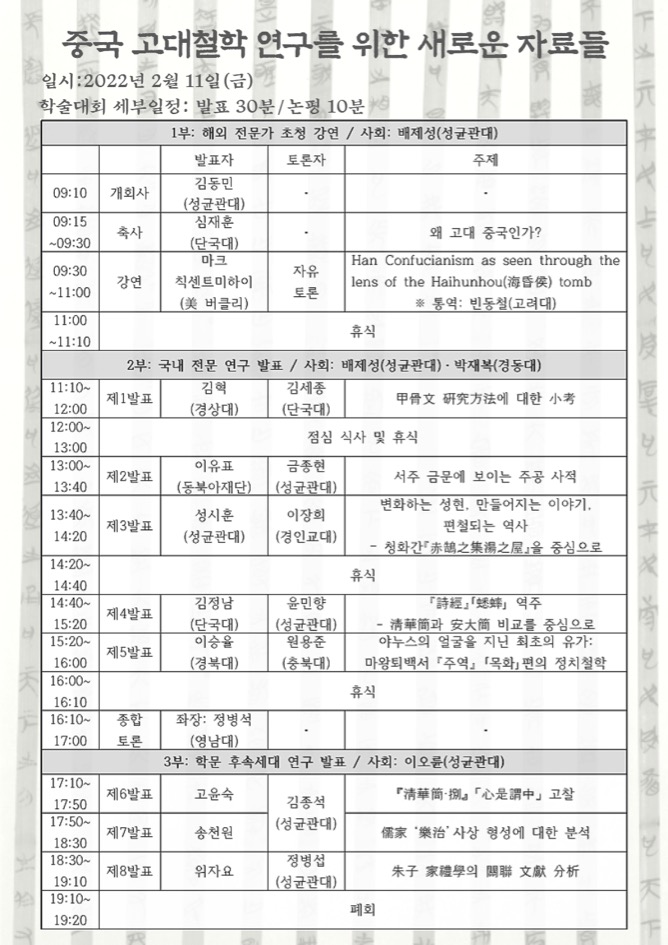 중국 고대철학 연구를 위한 새로운 자료들
일시:2022년 2월 11일(금)
학술대회 세부일정: 발표 30분/논평 10분
1부: 해외 전문가 초청 강연 / 사회: 배제성(성균관대)
발표자 토론자 주제
09:10 개회사 김동민 (성균관대) - -
09:15 ~09:30 축사 심재훈 (단국대) - 왜 고대 중국인가?
09:30 ~11:00 강연 마크 칙센트미하이 (美 버클리) 자유 토론 Han Confucianism as seen through the
lens of the Haihunhou(海昏侯) tomb
※ 통역: 빈동철(고려대)
11:00 ~11:10 휴식
2부: 국내 전문 연구 발표 / 사회: 배제성(성균관대)·박재복(경동대)
11:10~ 12:00 제1발표 김혁 (경상대) 김세종 (단국대) 甲骨文 硏究方法에 대한 小考
12:00~ 13:00 점심 식사 및 휴식
13:00~ 13:40 제2발표 이유표 (동북아재단) 금종현 (성균관대) 서주 금문에 보이는 주공 사적
13:40~ 14:20 제3발표 성시훈 (성균관대) 이장희 (경인교대) 변화하는 성현, 만들어지는 이야기,
편철되는 역사
- 청화간『赤鵠之集湯之屋』을 중심으로
14:20~ 14:40 휴식
14:40~ 15:20 제4발표 김정남 (단국대) 윤민향 (성균관대) 『詩經』「蟋蟀」 역주
- 淸華簡과 安大簡 비교를 중심으로
15:20~ 16:00 제5발표 이승율 (경북대) 원용준 (충북대) 야누스의 얼굴을 지닌 최초의 유가:
마왕퇴백서 『주역』 「목화」편의 정치철학
16:00~ 16:10 휴식
16:10~ 17:00 종합 토론 좌장: 정병석 (영남대) - -
3부: 학문 후속세대 연구 발표 / 사회: 이오륜(성균관대)
17:10~ 17:50 제6발표 고윤숙 김종석 (성균관대) 『淸華簡·捌』「心是謂中」 고찰
17:50~ 18:30 제7발표 송천원 儒家 '樂治'사상 형성에 대한 분석
18:30~ 19:10 제8발표 위자요 정병섭 (성균관대) 朱子 家禮學의 關聯 文獻 分析
19:10~ 19:20 폐회